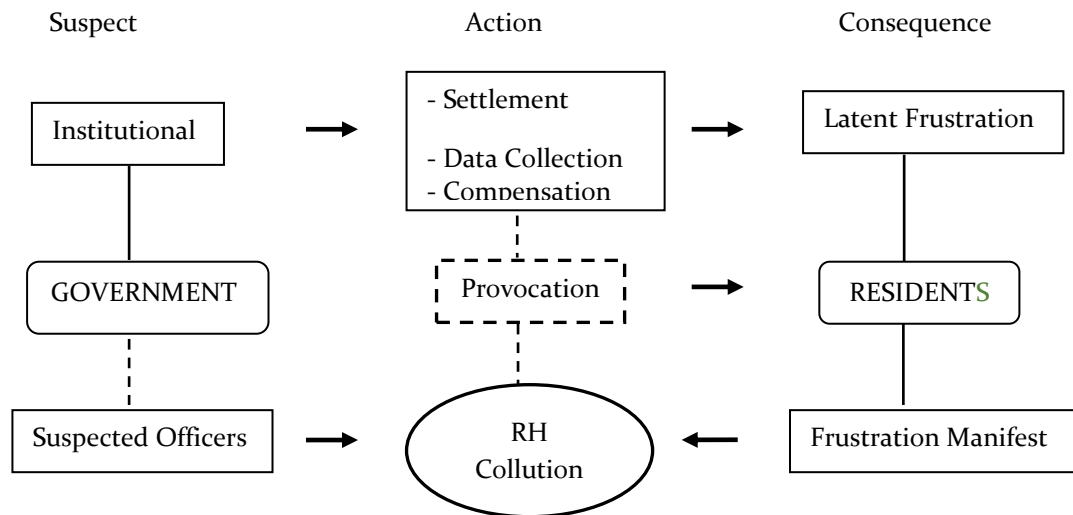 Suspect
Action
Consequence
Institutional
- Settlement
- Data Collection
- Compensation
Latent Frustration
GOVERNMENT
Provocation
RESIDENTS
Suspected Officers
RH
Collution
Frustration Manifest